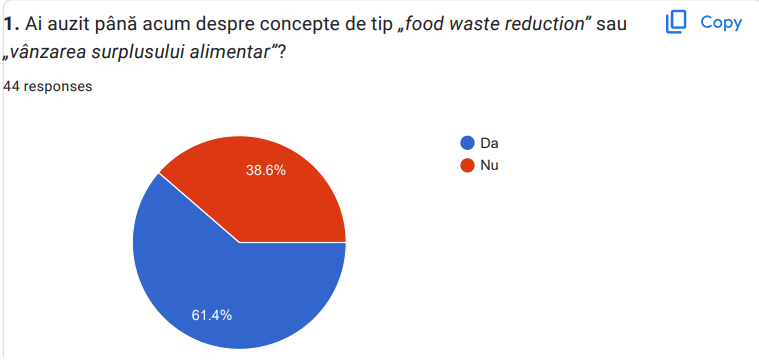 1. Ai auzit până acum despre concepte de tip „food waste reduction” sau
„vânzarea surplusului alimentar”?
Copy
44 responses
Da
Nu
38.6%
61.4%